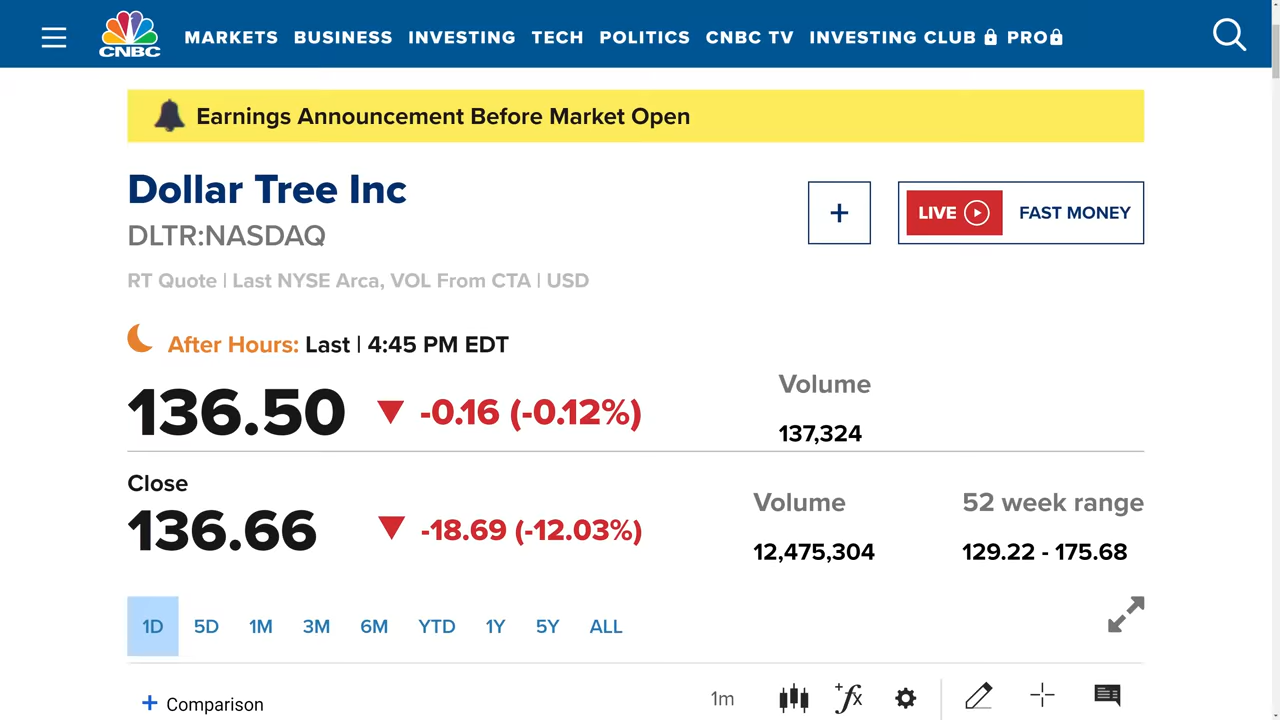 CNBC MARKETS BUSINESS INVESTING TECH POLITICS CNBC TV INVESTING CLUB PRO
Earnings Announcement Before Market Open
Dollar Tree Inc
DLTR:NASDAQ
+ LIVE FAST MONEY
RT Quote | Last NYSE Arca, VOL From CTA | USD
After Hours: Last | 4:45 PM EDT
136.50 -0.16 (-0.12%)
Volume
137,324
Close
136.66 -18.69 (-12.03%)
Volume
12,475,304
52 week range
129.22 - 175.68
1D 5D 1M 3M 6M YTD 1Y 5Y ALL
+ Comparison 1m +fx